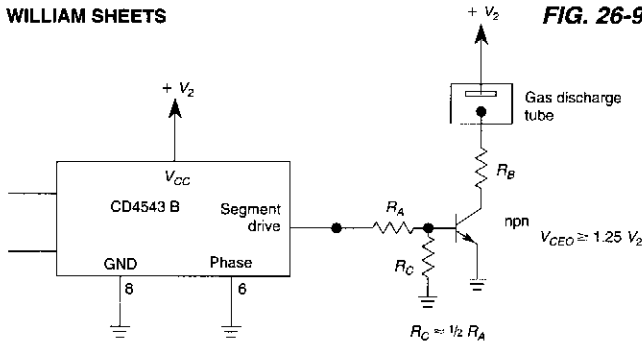 WILLIAM SHEETS
FIG. 26-9
+ V2
+ V2
Gas discharge
tube
VCC
RB
CD4543 B
Segment
drive
RA
npn
VCEO ≥ 1.25 V2
RC
GND
Phase
8
6
RC ≈ 1/2 RA